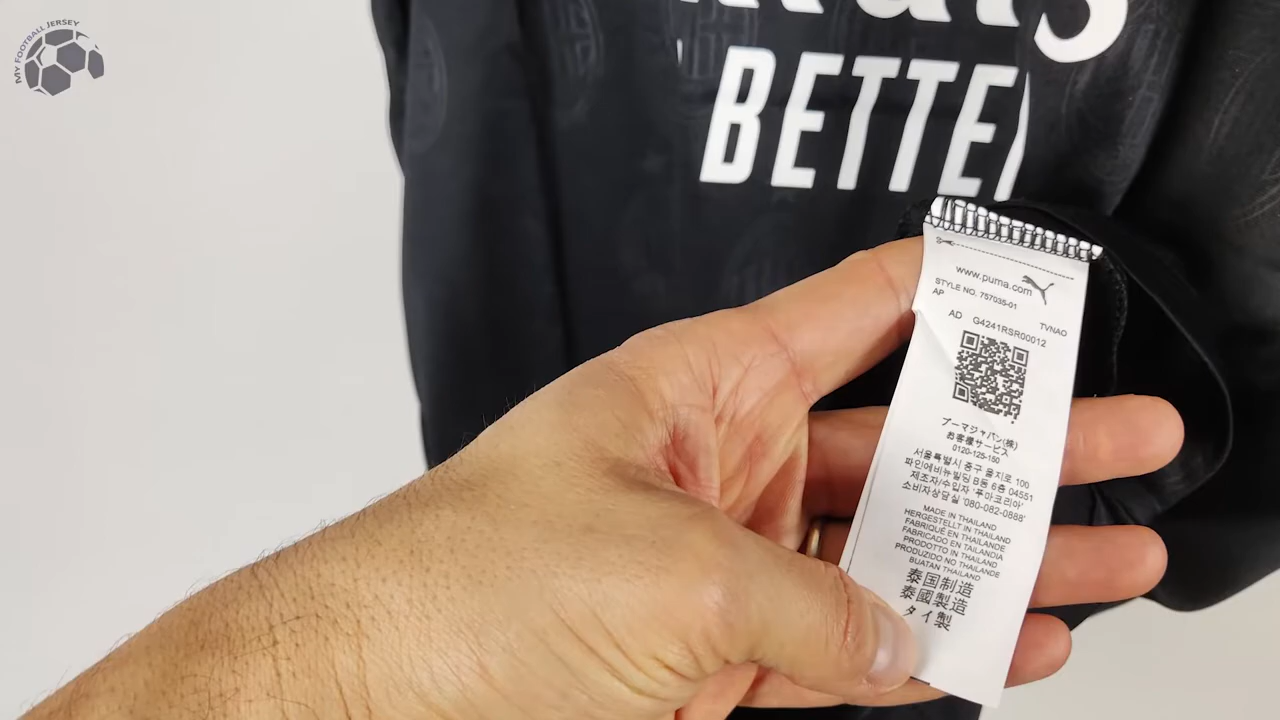 MY FOOTBALL JERSEY
BETTE
www.puma.com
STYLE NO. 757035-01
AP
AD G4241RSR00012 TVNAO
プーマジャパン(株)
お客様サービス
0120-125-150
서울특별시 중구 을지로 100
파인에비뉴빌딩 B동 6층 04551
제조자/수입자 '푸마코리아'
소비자상담실 '080-082-0888'
MADE IN THAILAND
HERGESTELLT IN THAILAND
FABRIQUÉ EN THAÏLANDE
FABRICADO EN TAILANDIA
PRODOTTO IN THAILANDIA
PRODUZIDO NO THAILANDE
BUATAN THAILAND
泰国制造
泰國製造
タイ製